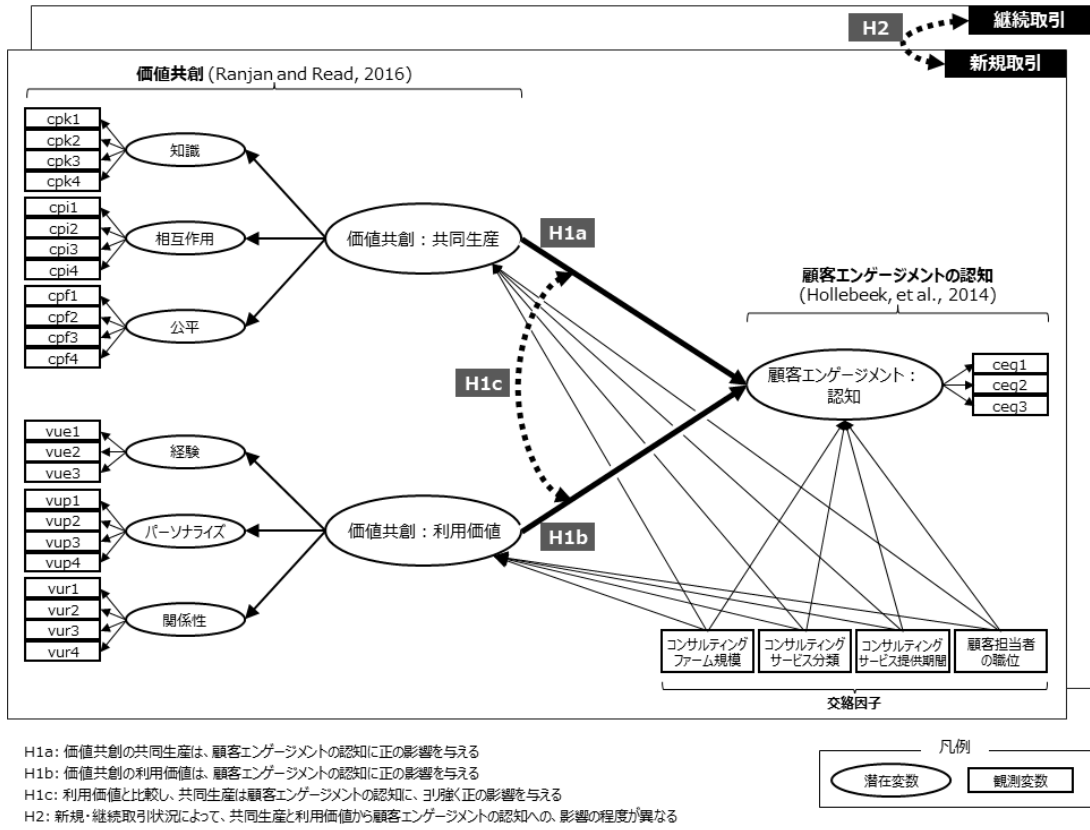 継続取引
H2
新規取引
価値共創 (Ranjan and Read, 2016)
cpk1
cpk2
cpk3
cpk4
知識
cpi1
cpi2
cpi3
cpi4
相互作用
cpf1
cpf2
cpf3
cpf4
公平
価値共創：共同生産
H1a
顧客エンゲージメントの認知
(Hollebeek, et al., 2014)
H1c
顧客エンゲージメント：
認知
ceg1
ceg2
ceg3
vue1
vue2
vue3
経験
vup1
vup2
vup3
vup4
パーソナライズ
vur1
vur2
vur3
vur4
関係性
価値共創：利用価値
H1b
コンサルティング
ファーム規模
コンサルティング
サービス分類
コンサルティング
サービス提供期間
顧客担当者
の職位
交絡因子
H1a: 価値共創の共同生産は、顧客エンゲージメントの認知に正の影響を与える
H1b: 価値共創の利用価値は、顧客エンゲージメントの認知に正の影響を与える
H1c: 利用価値と比較し、共同生産は顧客エンゲージメントの認知に、ヨリ強く正の影響を与える
H2: 新規・継続取引状況によって、共同生産と利用価値から顧客エンゲージメントの認知への、影響の程度が異なる
凡例
潜在変数
観測変数